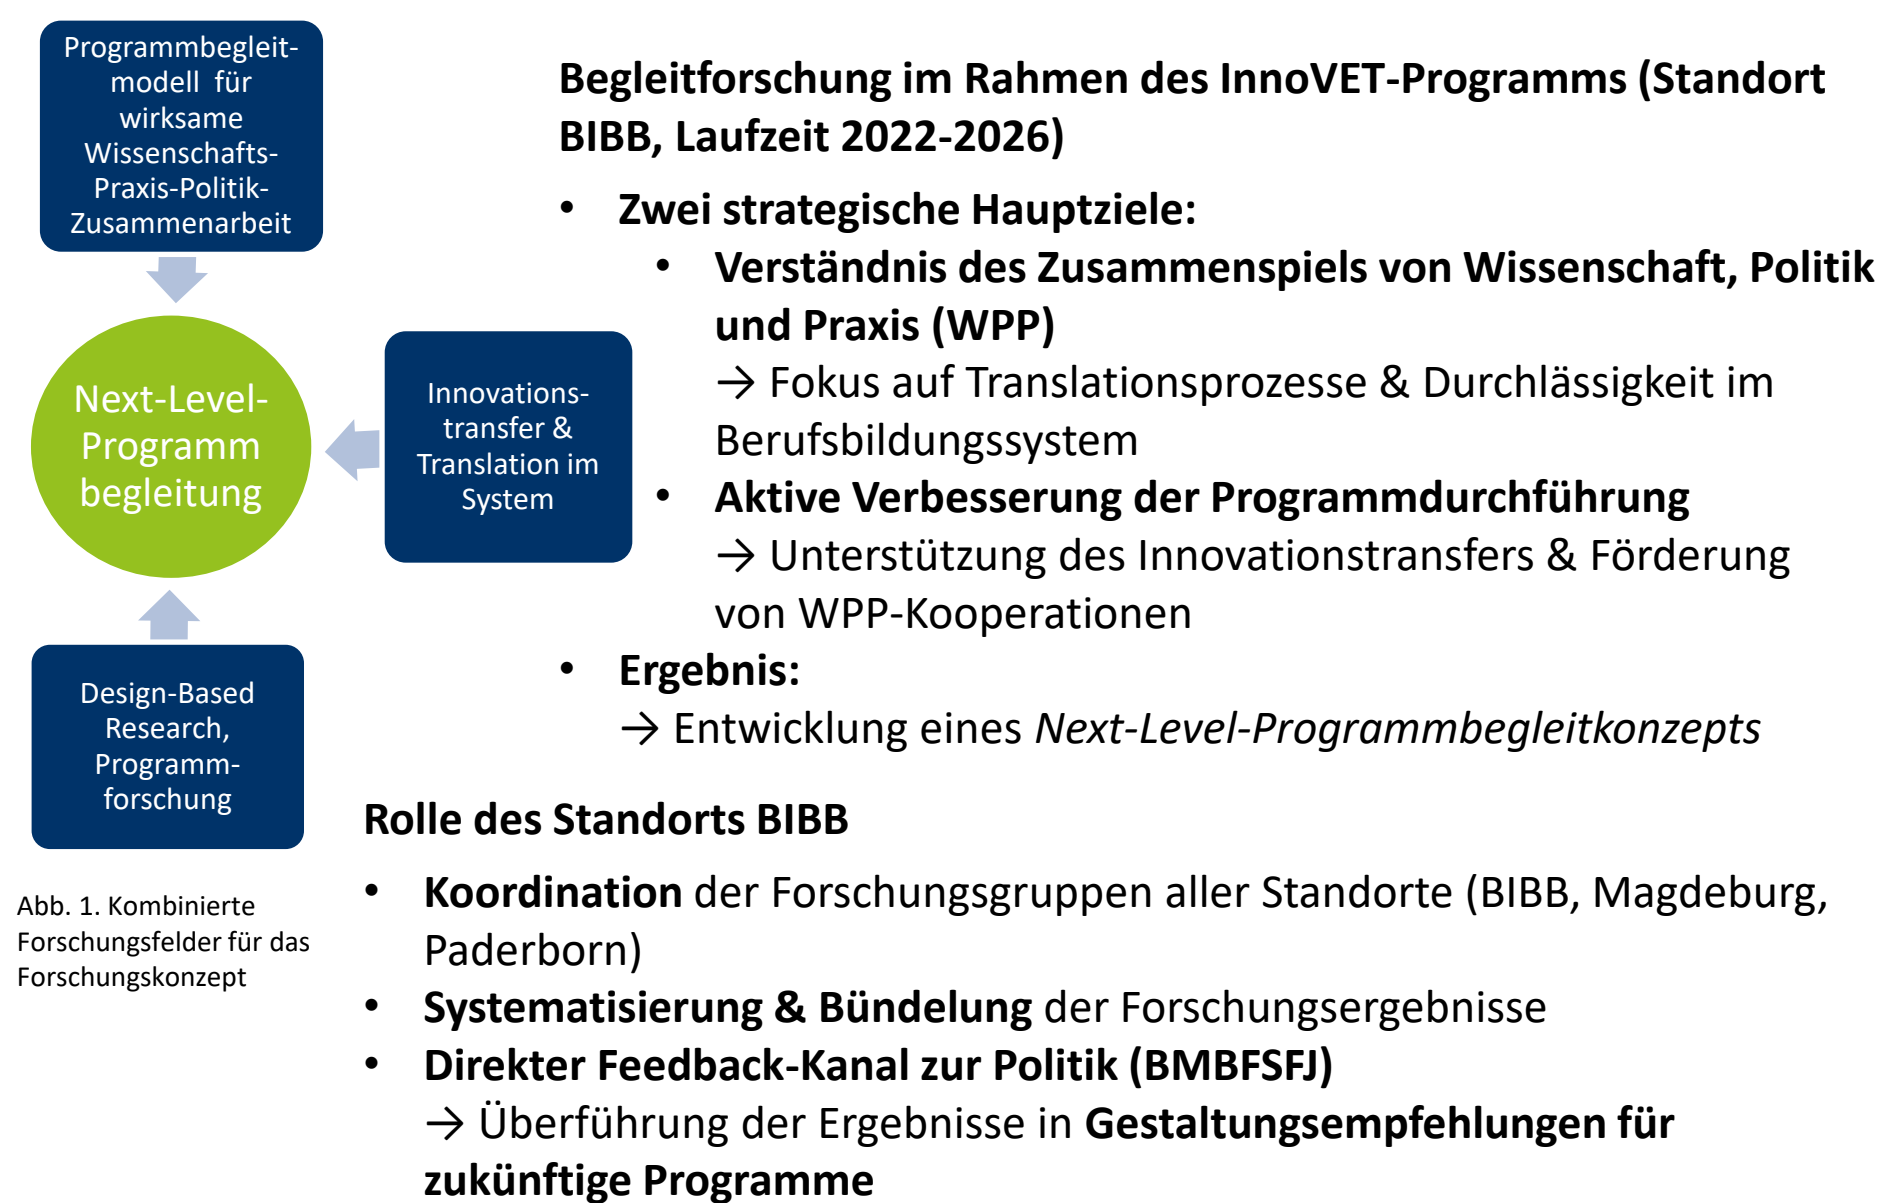 Programmbegleit-
modell für
wirksame
Wissenschafts-
Praxis-Politik-
Zusammenarbeit
Next-Level-
Programm
begleitung
Innovations-
transfer &
Translation im
System
Design-Based
Research,
Programm-
forschung
Abb. 1. Kombinierte
Forschungsfelder für das
Forschungskonzept
Begleitforschung im Rahmen des InnoVET-Programms (Standort
BIBB, Laufzeit 2022-2026)
• Zwei strategische Hauptziele:
• Verständnis des Zusammenspiels von Wissenschaft, Politik
und Praxis (WPP)
→ Fokus auf Translationsprozesse & Durchlässigkeit im
Berufsbildungssystem
• Aktive Verbesserung der Programmdurchführung
→ Unterstützung des Innovationstransfers & Förderung
von WPP-Kooperationen
• Ergebnis:
→ Entwicklung eines Next-Level-Programmbegleitkonzepts
Rolle des Standorts BIBB
• Koordination der Forschungsgruppen aller Standorte (BIBB, Magdeburg,
Paderborn)
• Systematisierung & Bündelung der Forschungsergebnisse
• Direkter Feedback-Kanal zur Politik (BMBFSFJ)
→ Überführung der Ergebnisse in Gestaltungsempfehlungen für
zukünftige Programme